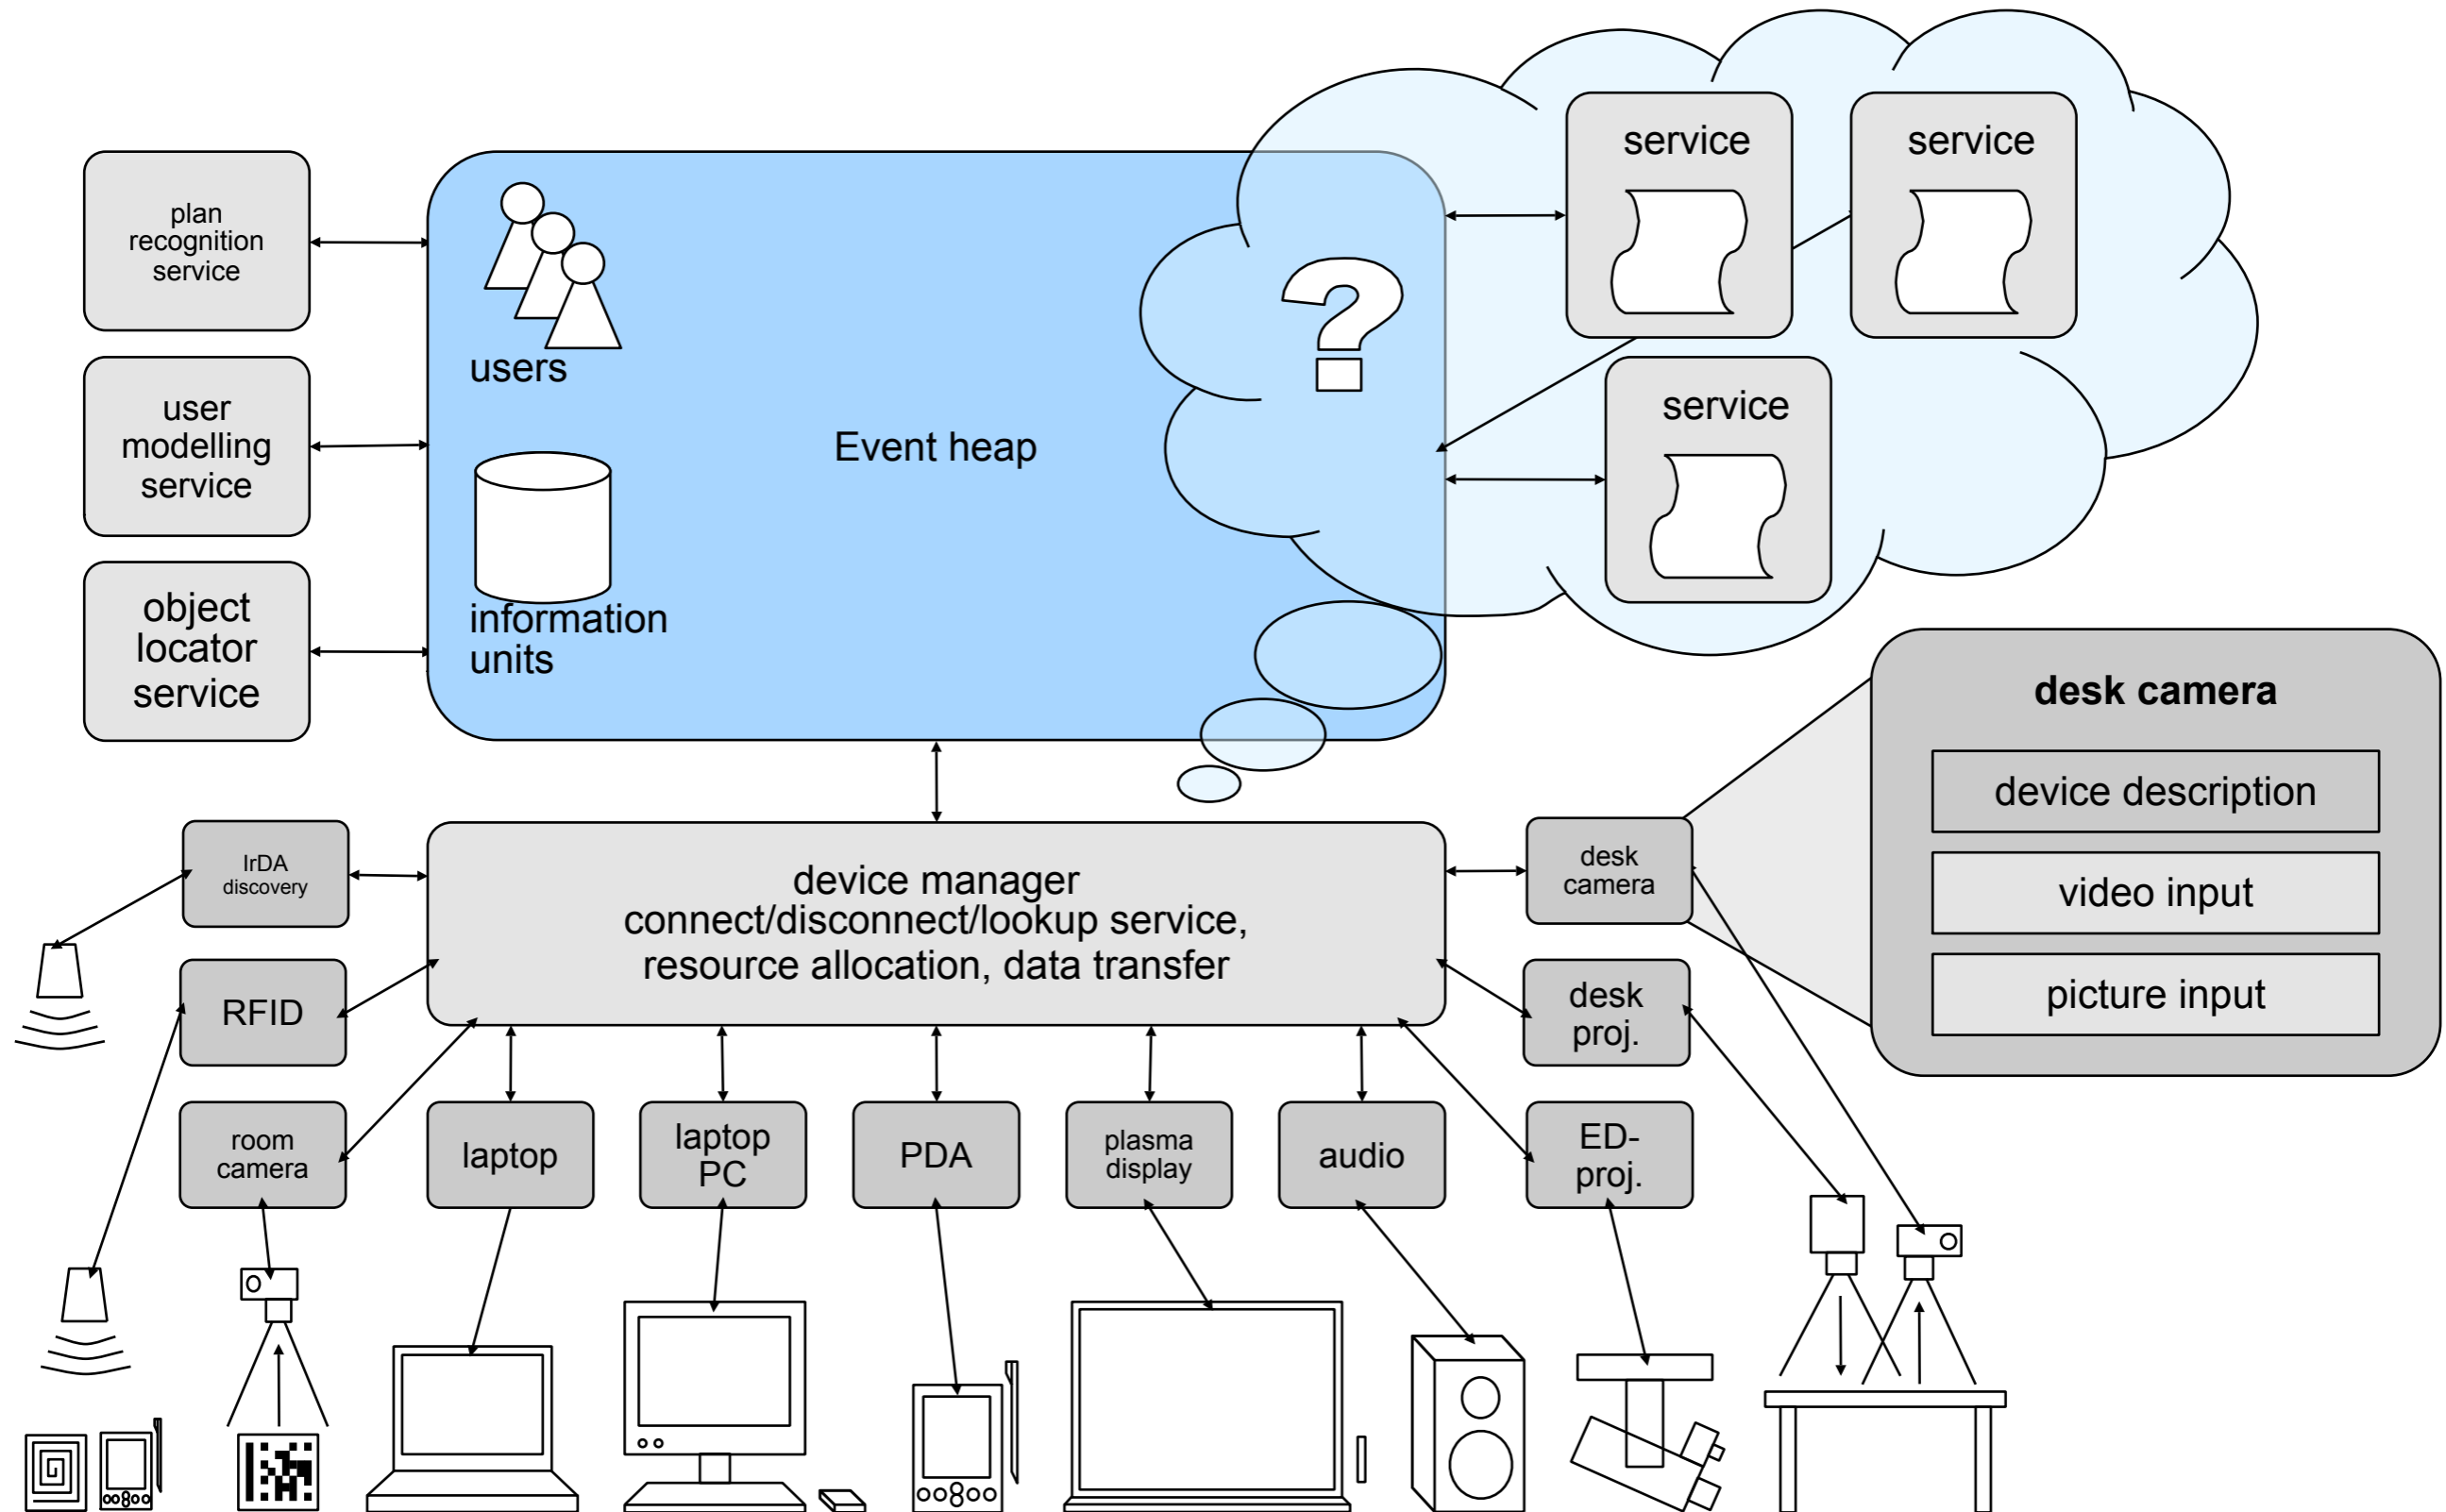 service
service
plan
recognition
service
users
user
modelling
service
Event heap
service
information
units
object
locator
service
desk camera
device description
video input
picture input
IrDA
discovery
device manager
connect/disconnect/lookup service,
resource allocation, data transfer
desk
camera
RFID
desk
proj.
room
camera
laptop
laptop
PC
PDA
plasma
display
audio
ED-
proj.
?